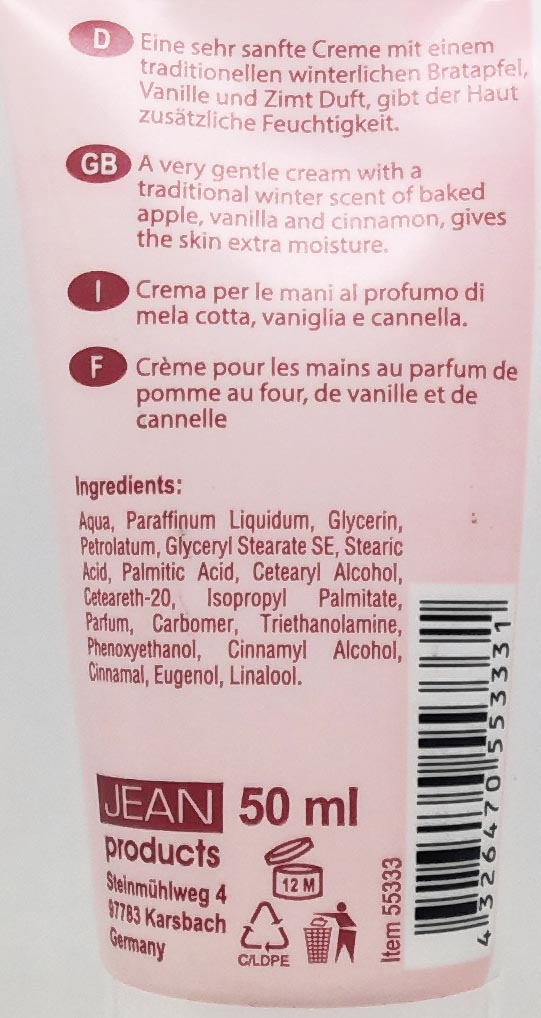 D Eine sehr sanfte Creme mit einem
traditionellen winterlichen Bratapfel,
Vanille und Zimt Duft, gibt der Haut
zusätzliche Feuchtigkeit.
GB A very gentle cream with a
traditional winter scent of baked
apple, vanilla and cinnamon, gives
the skin extra moisture.
I Crema per le mani al profumo di
mela cotta, vaniglia e cannella.
F Crème pour les mains au parfum de
pomme au four, de vanille et de
cannelle
Ingredients:
Aqua, Paraffinum Liquidum, Glycerin,
Petrolatum, Glyceryl Stearate SE, Stearic
Acid, Palmitic Acid, Cetearyl Alcohol,
Ceteareth-20, Isopropyl Palmitate,
Parfum, Carbomer, Triethanolamine,
Phenoxyethanol, Cinnamyl Alcohol,
Cinnamal, Eugenol, Linalool.
JEAN 50 ml
products
Steinmühlweg 4
97783 Karsbach
Germany
12 M
C/LDPE
Item 55333
4326470553331